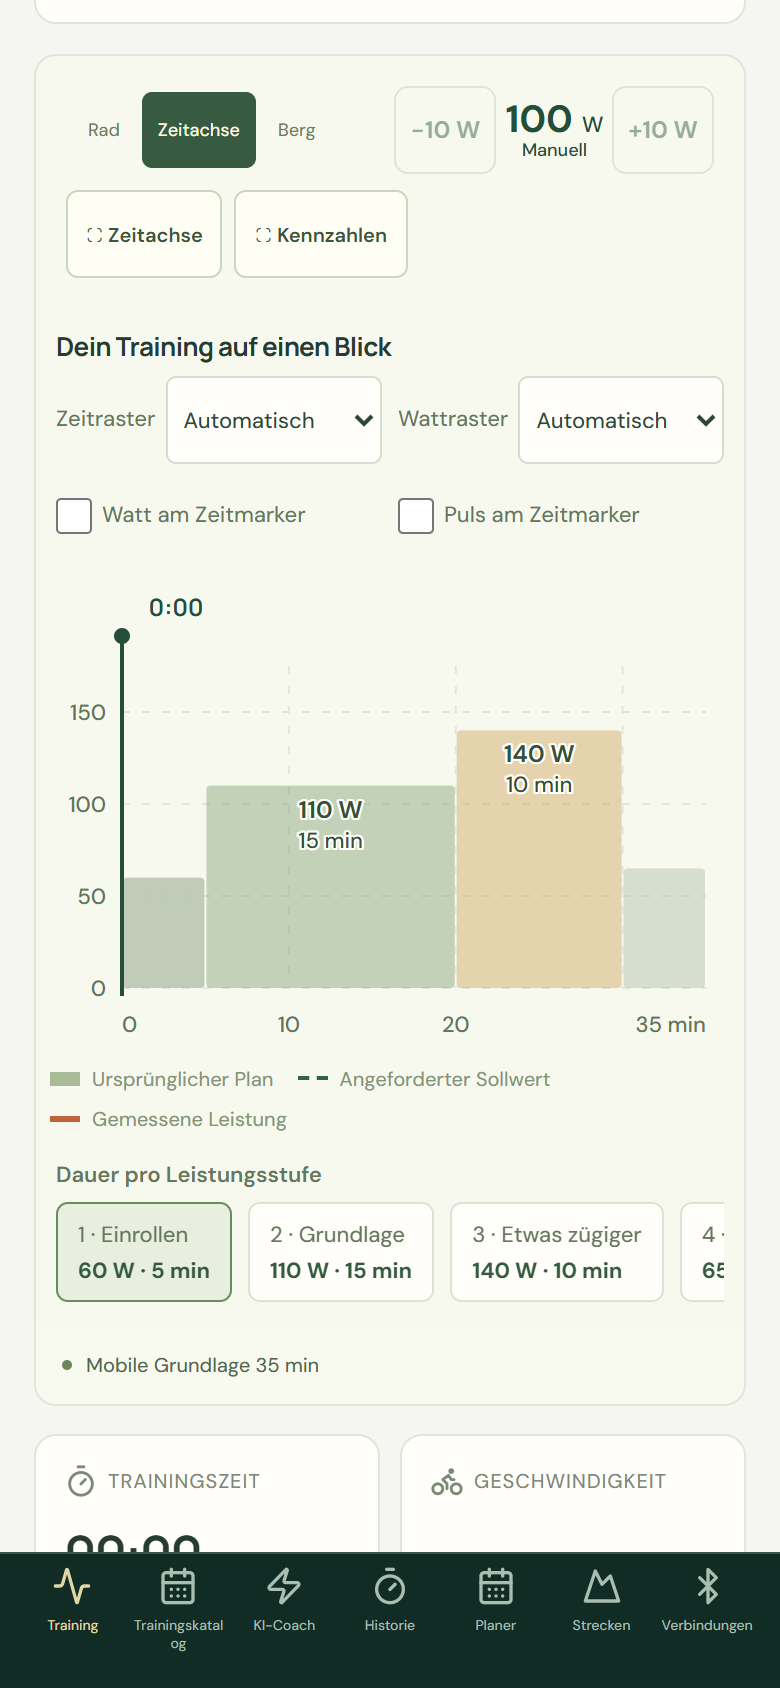 Rad Zeitachse Berg −10 W 100 W +10 W
Manuell
Zeitachse Kennzahlen
Dein Training auf einen Blick
Zeitraster Automatisch Wattraster Automatisch
Watt am Zeitmarker Puls am Zeitmarker
0:00
150
140 W
10 min
100
110 W
15 min
50
0
0 10 20 35 min
Ursprünglicher Plan Angeforderter Sollwert
Gemessene Leistung
Dauer pro Leistungsstufe
1 · Einrollen 2 · Grundlage 3 · Etwas zügiger 4 ·
60 W · 5 min 110 W · 15 min 140 W · 10 min 65
Mobile Grundlage 35 min
TRAININGSZEIT GESCHWINDIGKEIT
00:00
Training Trainingskatal KI-Coach Historie Planer Strecken Verbindungen
og